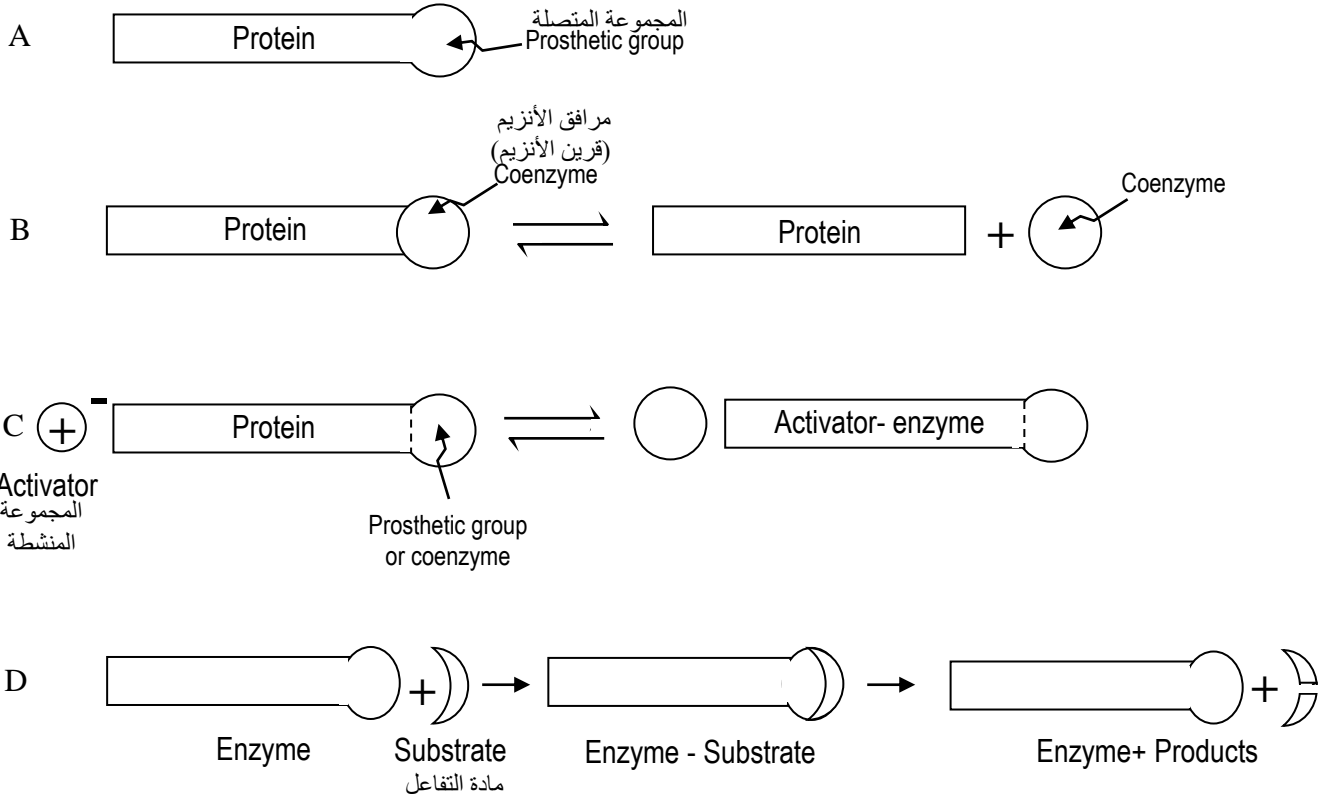 A
Protein
المجموعة المتصلة
Prosthetic group
B
Protein
مرافق الأنزيم
(قرين الأنزيم)
Coenzyme
Protein
+
Coenzyme
C
+
-
Protein
Activator- enzyme
Activator
المجموعة
المنشطة
Prosthetic group
or coenzyme
D
+
+
Enzyme
Substrate
مادة التفاعل
Enzyme - Substrate
Enzyme+ Products